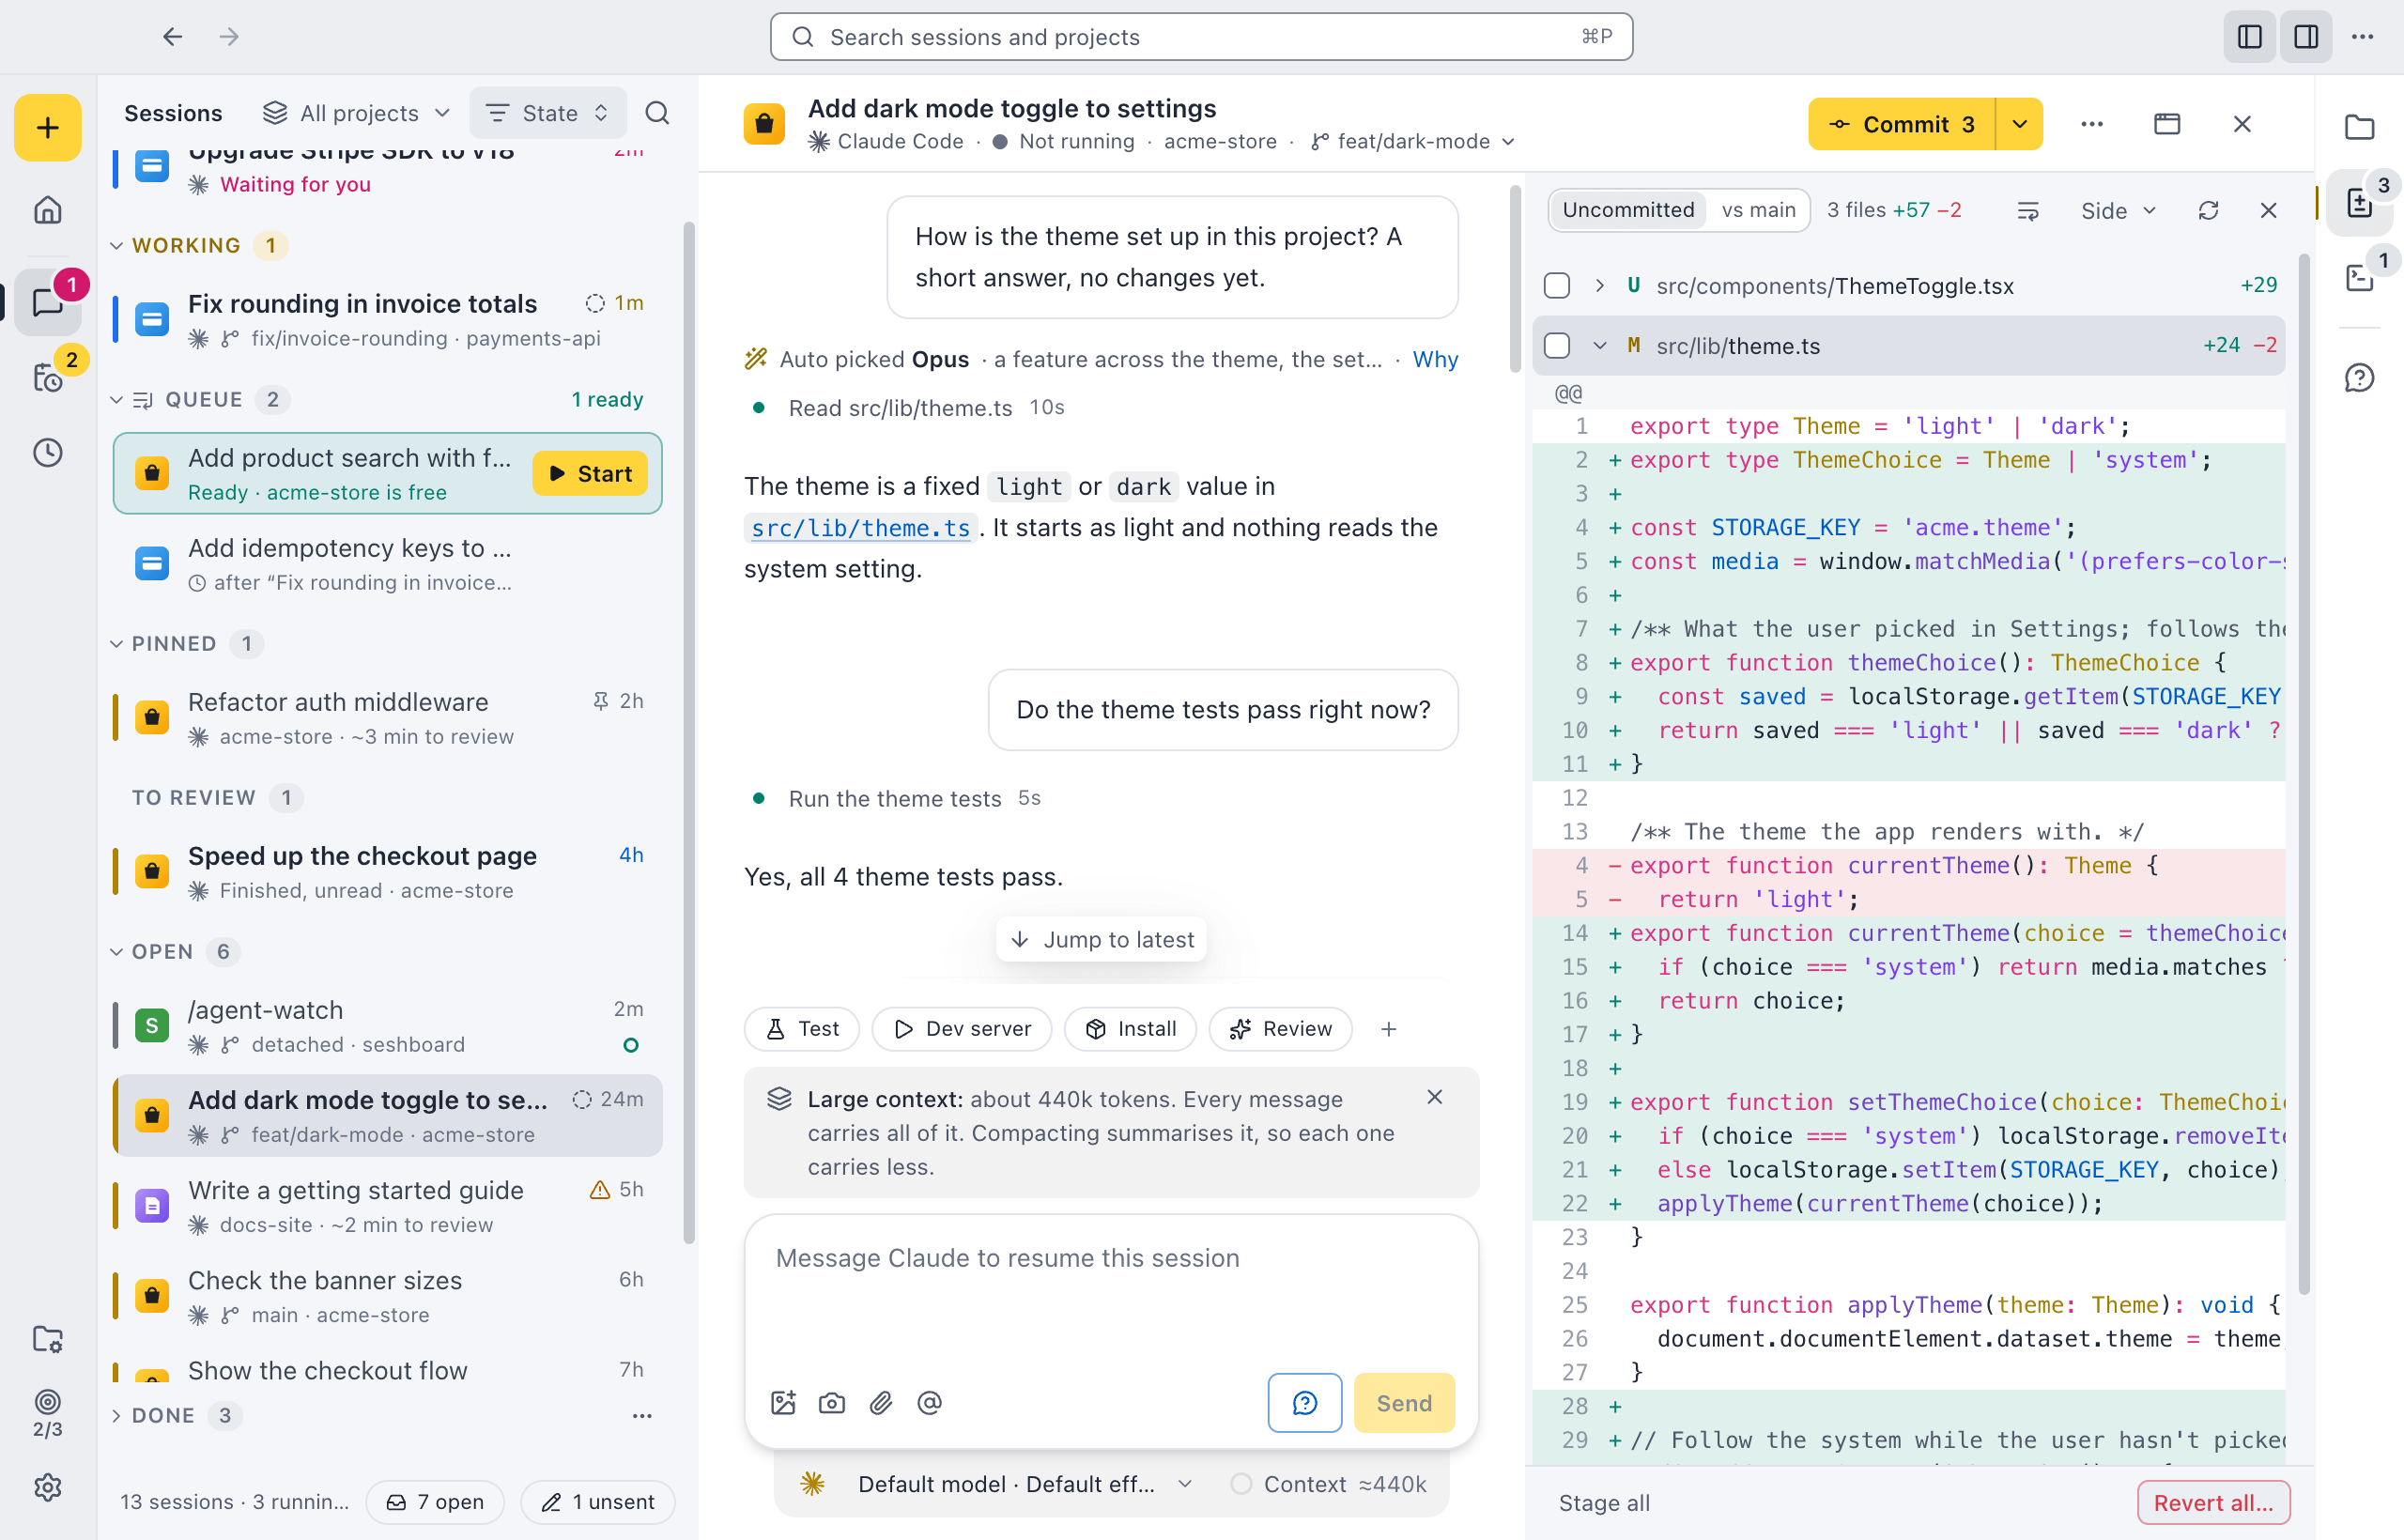 Search sessions and projects ⌘P
Sessions All projects State
Upgrade Stripe SDK to v18 2m
Waiting for you
WORKING 1
Fix rounding in invoice totals 1m
fix/invoice-rounding · payments-api
QUEUE 2 1 ready
Add product search with f...
Ready · acme-store is free
Start
Add idempotency keys to ...
after “Fix rounding in invoice...
PINNED 1
Refactor auth middleware 2h
acme-store · ~3 min to review
TO REVIEW 1
Speed up the checkout page 4h
Finished, unread · acme-store
OPEN 6
S
/agent-watch 2m
detached · seshboard
Add dark mode toggle to se... 24m
feat/dark-mode · acme-store
Write a getting started guide 5h
docs-site · ~2 min to review
Check the banner sizes 6h
main · acme-store
Show the checkout flow 7h
DONE 3
13 sessions · 3 runnin... 7 open 1 unsent
1
2
2/3
Add dark mode toggle to settings
Claude Code · Not running · acme-store · feat/dark-mode
Commit 3
How is the theme set up in this project? A
short answer, no changes yet.
Auto picked Opus · a feature across the theme, the set... · Why
Read src/lib/theme.ts 10s
The theme is a fixed light or dark value in
src/lib/theme.ts. It starts as light and nothing reads the
system setting.
Do the theme tests pass right now?
Run the theme tests 5s
Yes, all 4 theme tests pass.
Jump to latest
Test Dev server Install Review
Large context: about 440k tokens. Every message
carries all of it. Compacting summarises it, so each one
carries less.
Message Claude to resume this session
Send
Default model · Default eff... Context ≈440k
Uncommitted vs main 3 files +57 −2 Side
U src/components/ThemeToggle.tsx +29
M src/lib/theme.ts +24 −2
@@
1 export type Theme = 'light' | 'dark';
2 + export type ThemeChoice = Theme | 'system';
3 +
4 + const STORAGE_KEY = 'acme.theme';
5 + const media = window.matchMedia('(prefers-color-
6 +
7 + /** What the user picked in Settings; follows the
8 + export function themeChoice(): ThemeChoice {
9 + const saved = localStorage.getItem(STORAGE_KEY
10 + return saved === 'light' || saved === 'dark' ?
11 + }
12
13 /** The theme the app renders with. */
4 − export function currentTheme(): Theme {
5 − return 'light';
14 + export function currentTheme(choice = themeChoice
15 + if (choice === 'system') return media.matches
16 + return choice;
17 + }
18 +
19 + export function setThemeChoice(choice: ThemeChoi
20 + if (choice === 'system') localStorage.removeIte
21 + else localStorage.setItem(STORAGE_KEY, choice)
22 + applyTheme(currentTheme(choice));
23 }
24
25 export function applyTheme(theme: Theme): void {
26 document.documentElement.dataset.theme = theme
27 }
28 +
29 + // Follow the system while the user hasn't picked
Stage all Revert all...
3
1